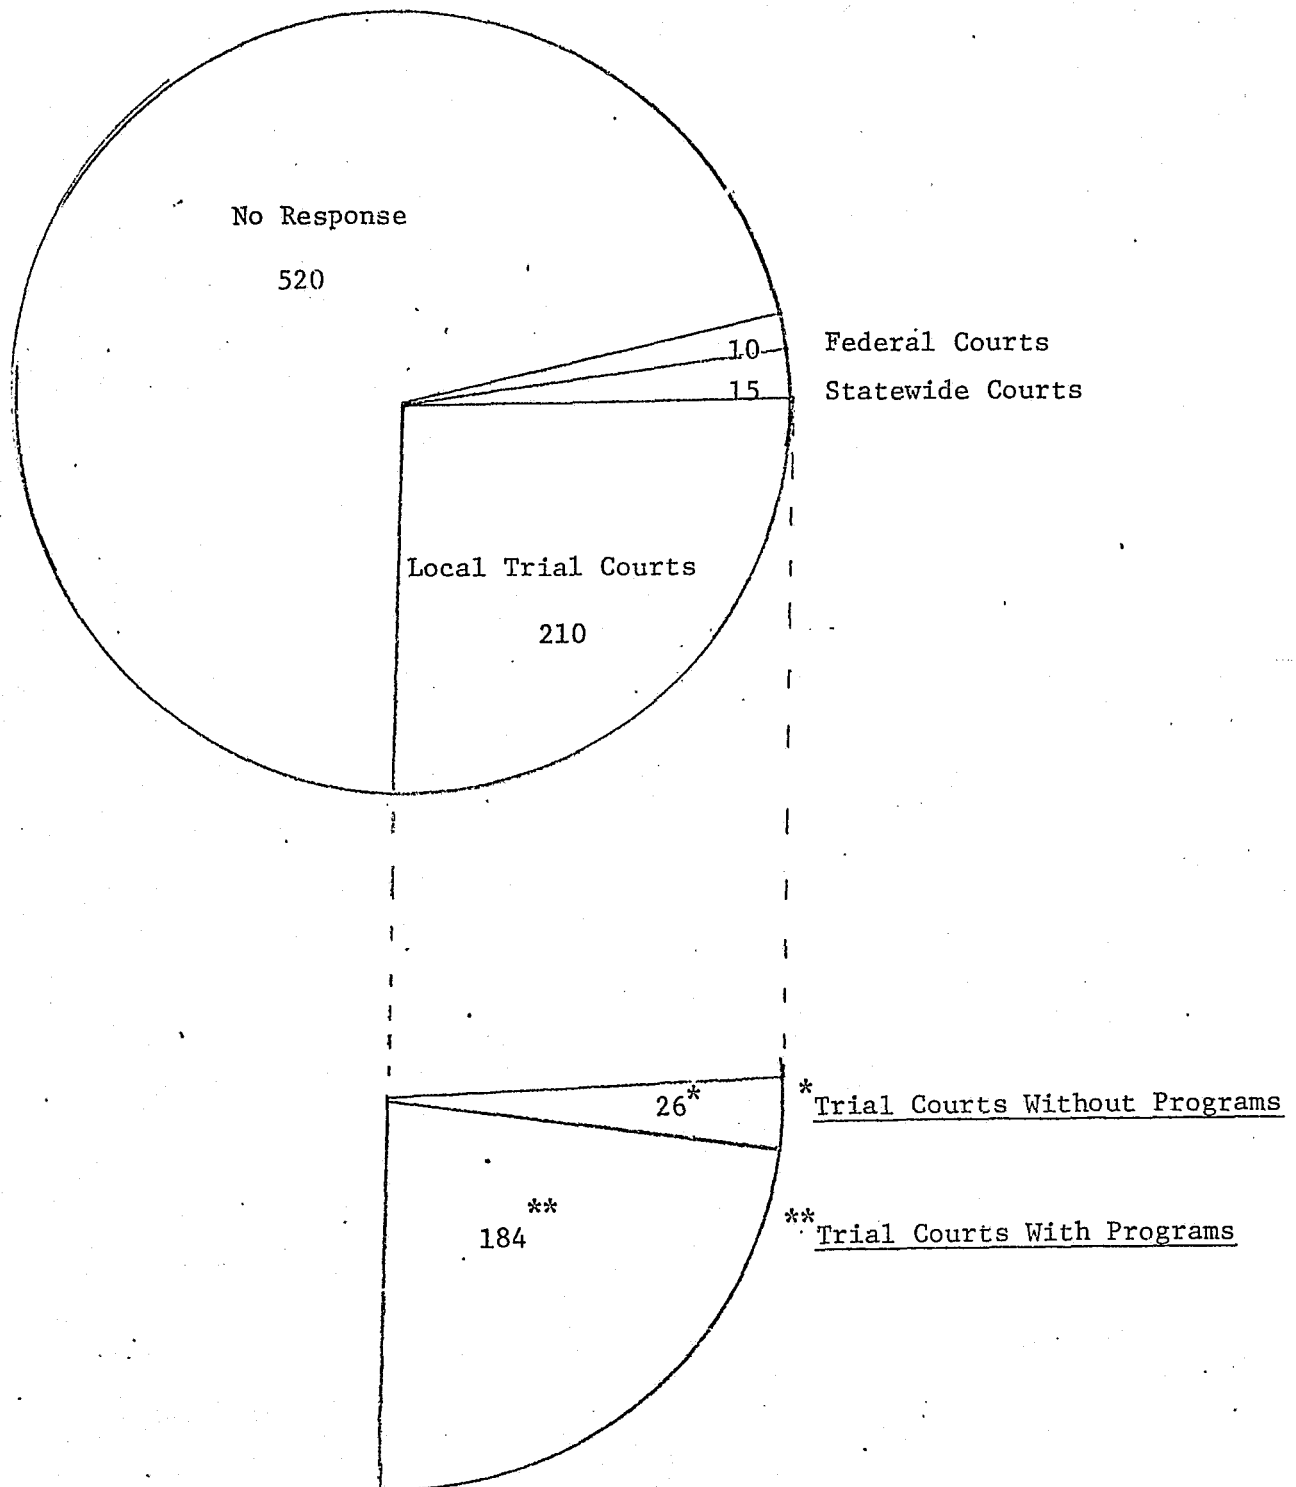 No Response
520
10 Federal Courts
15 Statewide Courts
Local Trial Courts
210
26* *Trial Courts Without Programs
184** **Trial Courts With Programs